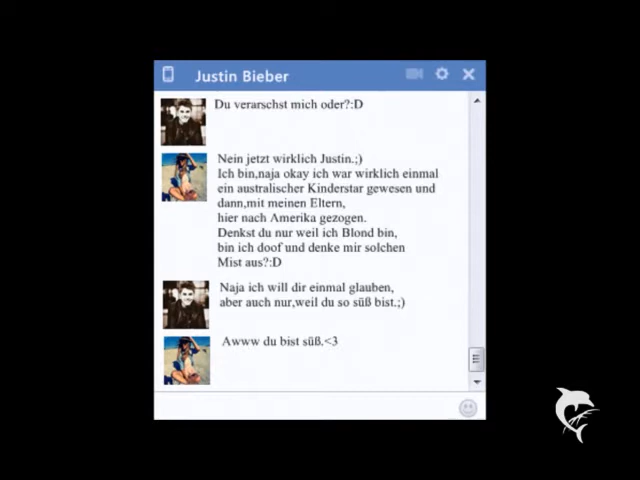 Justin Bieber
Du verarschst mich oder?:D
Nein jetzt wirklich Justin.;)
Ich bin,naja okay ich war wirklich einmal
ein australischer Kinderstar gewesen und
dann,mit meinen Eltern,
hier nach Amerika gezogen.
Denkst du nur weil ich Blond bin,
bin ich doof und denke mir solchen
Mist aus?:D
Naja ich will dir einmal glauben,
aber auch nur,weil du so süß bist.;)
Awww du bist süß.<3